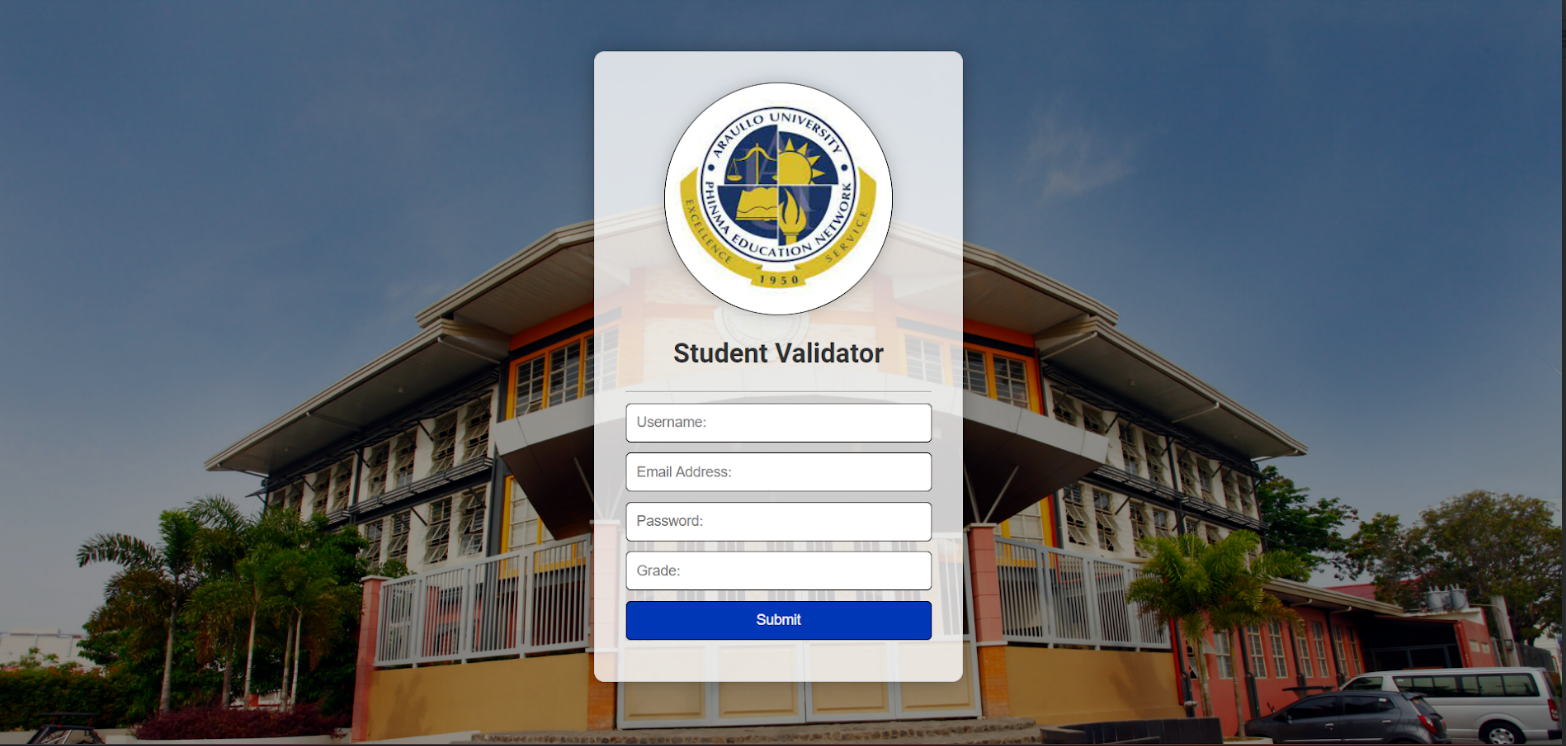 ARAULLO UNIVERSITY
PHINMA EDUCATION NETWORK
EXCELLENCE SERVICE
1950
Student Validator
Username:
Email Address:
Password:
Grade:
Submit